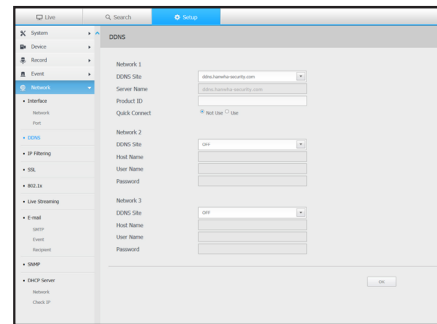 Live
Search
Setup
System
Device
Record
Event
Network
• Interface
Network
Port
• DDNS
• IP Filtering
• SSL
• 802.1x
• Live Streaming
• E-mail
SMTP
Event
Recipient
• SNMP
• DHCP Server
Network
Check IP
DDNS
Network 1
DDNS Site
ddns.hanwha-security.com
Server Name
ddns.hanwha-security.com
Product ID
Quick Connect
Not Use Use
Network 2
DDNS Site
OFF
Host Name
User Name
Password
Network 3
DDNS Site
OFF
Host Name
User Name
Password
OK